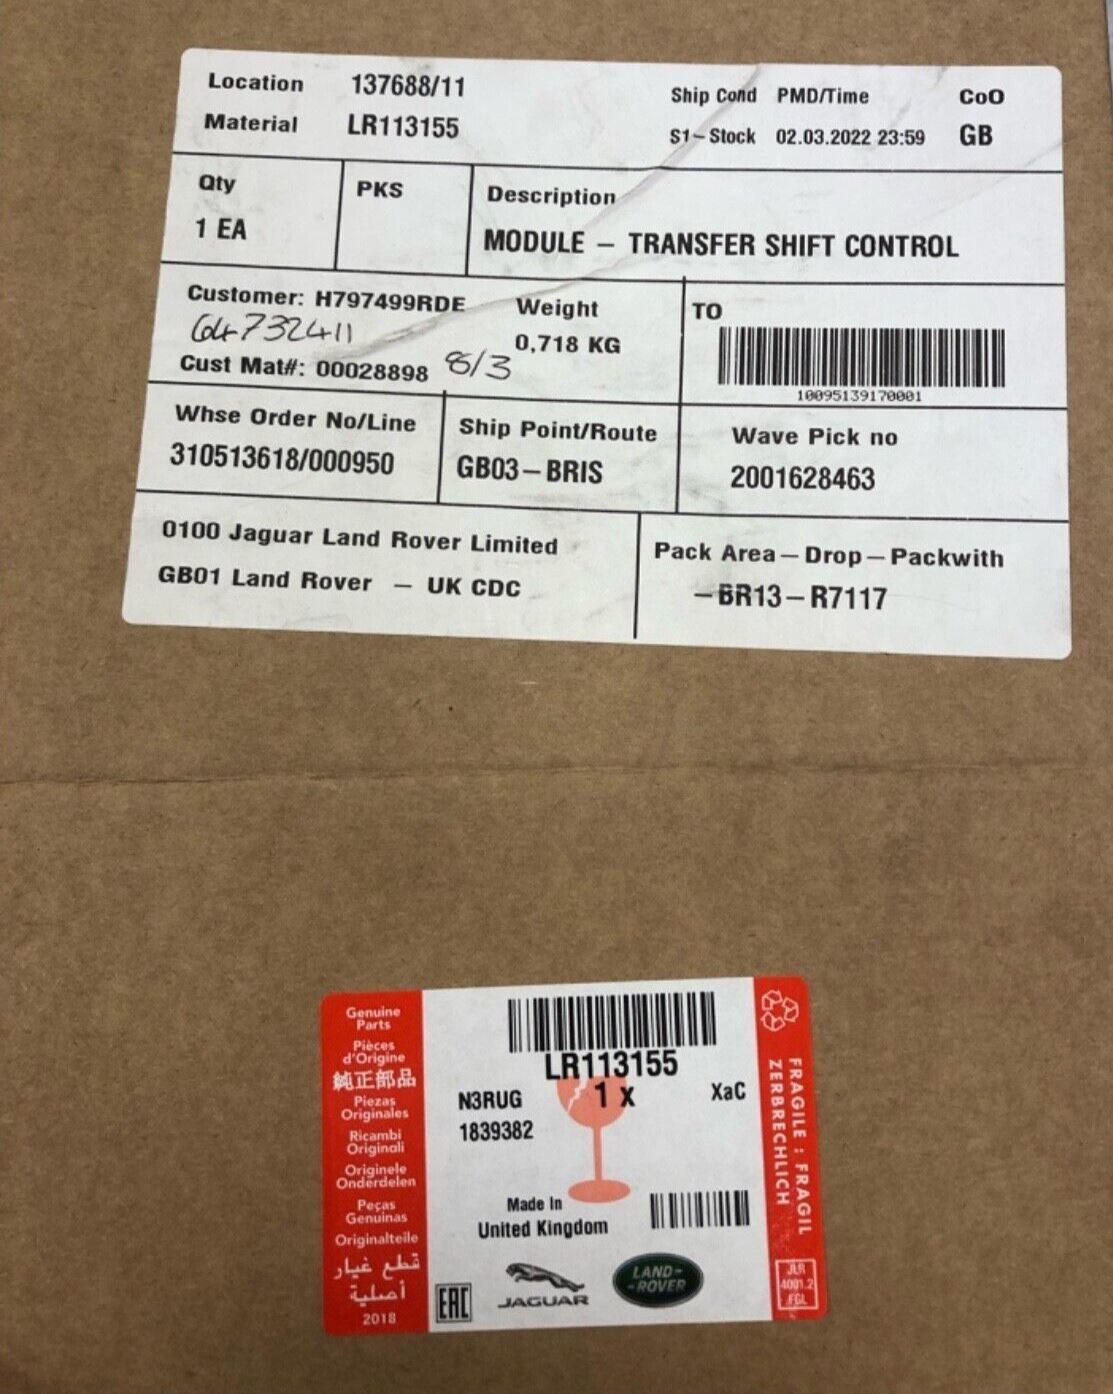 Location 137688/11
Ship Cond PMD/Time CoO
Material LR113155
S1-Stock 02.03.2022 23:59 GB
Qty
1 EA
PKS
Description
MODULE - TRANSFER SHIFT CONTROL
Customer: H797499RDE
64732411
Cust Mat#: 00028898 8/3
Weight
0,718 KG
TO
10095139170001
Whse Order No/Line
310513618/000950
Ship Point/Route
GB03-BRIS
Wave Pick no
2001628463
0100 Jaguar Land Rover Limited
GB01 Land Rover - UK CDC
Pack Area-Drop-Packwith
-BR13-R7117
Genuine
Parts
Pièces
d'Origine
純正部品
Piezas
Originales
Ricambi
Originali
Originele
Onderdelen
Peças
Genuinas
Originalteile
قطع غيار
أصلية
2018
LR113155
1 x
N3RUG
XaC
1839382
Made In
United Kingdom
EAC
JAGUAR
LAND-
-ROVER
FRAGILE : FRAGIL
ZERBRECHLICH
JLR
4001.2
FGL